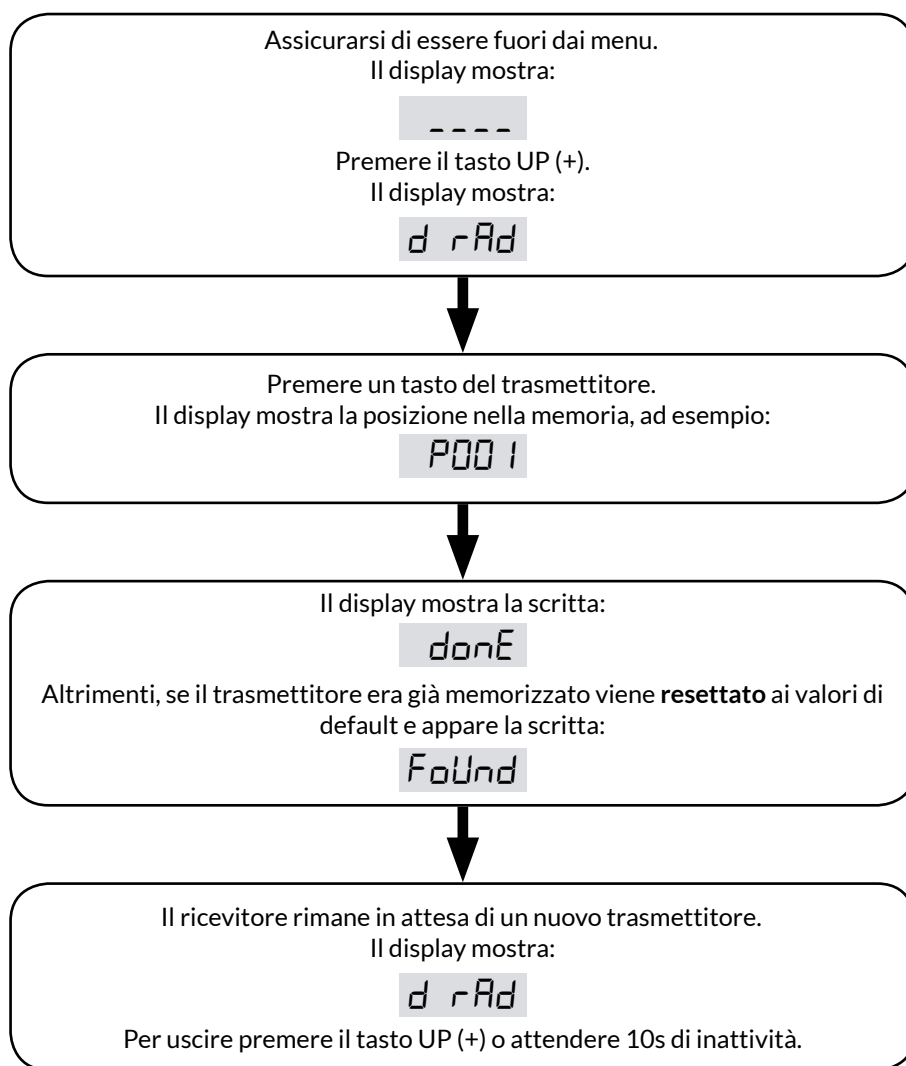 Assicurarsi di essere fuori dai menu.
Il display mostra:
_ _ _ _
Premere il tasto UP (+).
Il display mostra:
d rAd
Premere un tasto del trasmettitore.
Il display mostra la posizione nella memoria, ad esempio:
P001
Il display mostra la scritta:
donE
Altrimenti, se il trasmettitore era già memorizzato viene resettato ai valori di
default e appare la scritta:
FoUnd
Il ricevitore rimane in attesa di un nuovo trasmettitore.
Il display mostra:
d rAd
Per uscire premere il tasto UP (+) o attendere 10s di inattività.